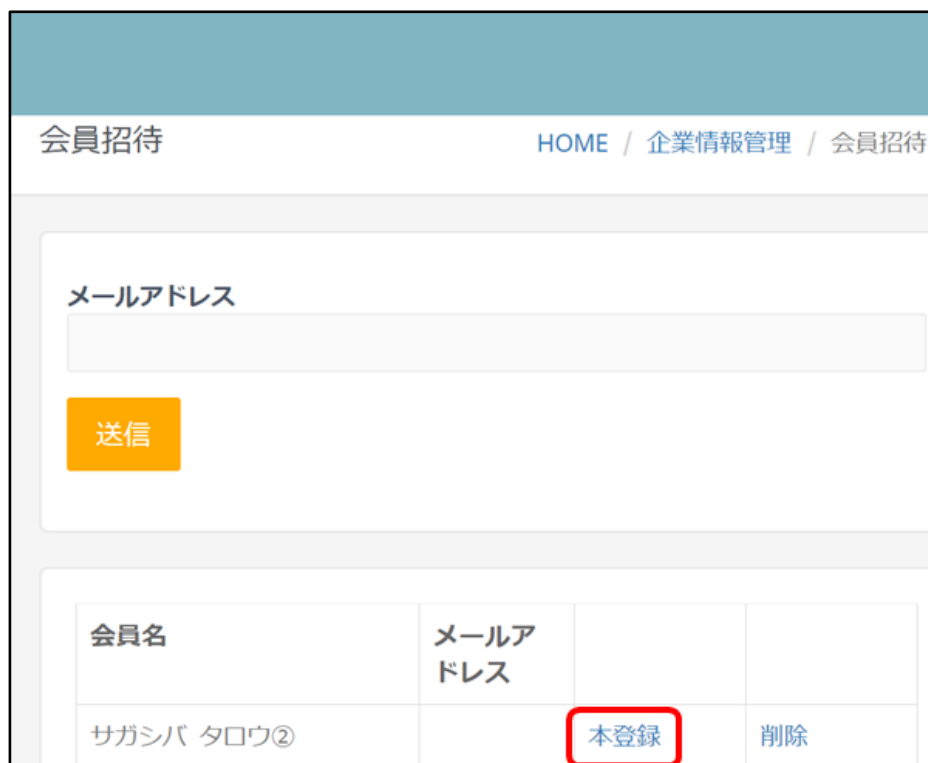 会員招待
HOME / 企業情報管理 / 会員招待
メールアドレス
送信
会員名
メールア
ドレス
サガシバ タロウ② 本登録 削除